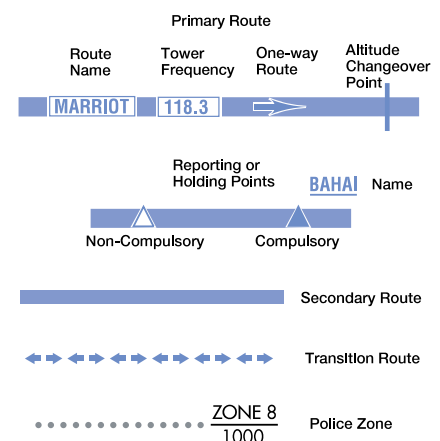 Primary Route
Route
Name
Tower
Frequency
One-way
Route
Altitude
Changeover
Point
MARRIOT
118.3
Reporting or
Holding Points
BAHAI
Name
Non-Compulsory
Compulsory
Secondary Route
Transition Route
ZONE 8
1000
Police Zone